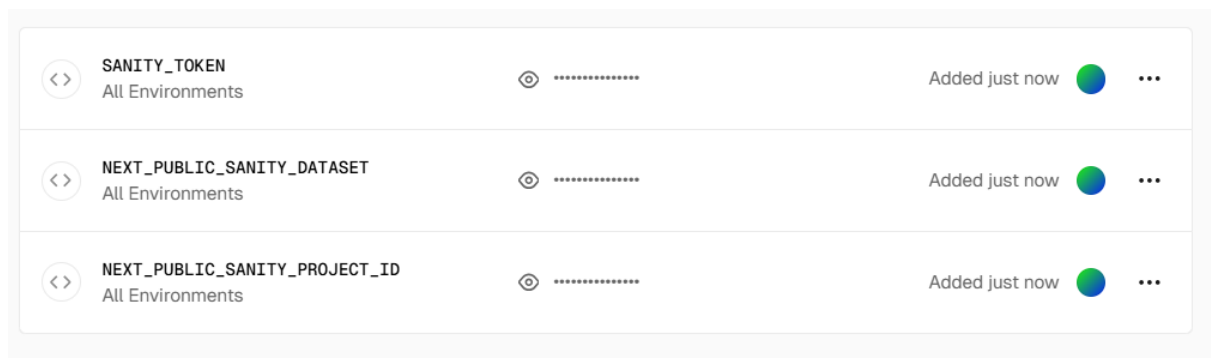 SANITY_TOKEN
All Environments
•••••••••••••••
Added just now
NEXT_PUBLIC_SANITY_DATASET
All Environments
•••••••••••••••
Added just now
NEXT_PUBLIC_SANITY_PROJECT_ID
All Environments
•••••••••••••••
Added just now